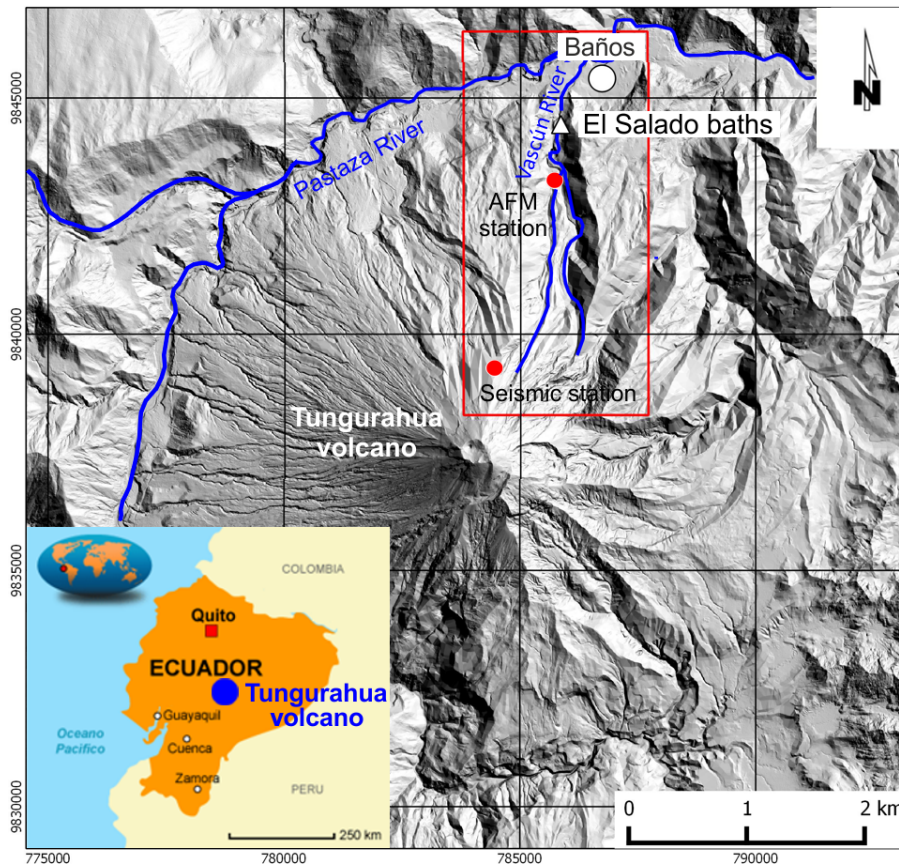 9845000
9840000
9835000
9830000
Baños
N
El Salado baths
Vascún River
Pastaza River
AFM
station
Seismic station
Tungurahua
volcano
COLOMBIA
Quito
ECUADOR
Tungurahua
volcano
Guayaquil
Oceano
Pacífico
Cuenca
Zamora
PERU
250 km
0 1 2 km
775000 780000 785000 790000